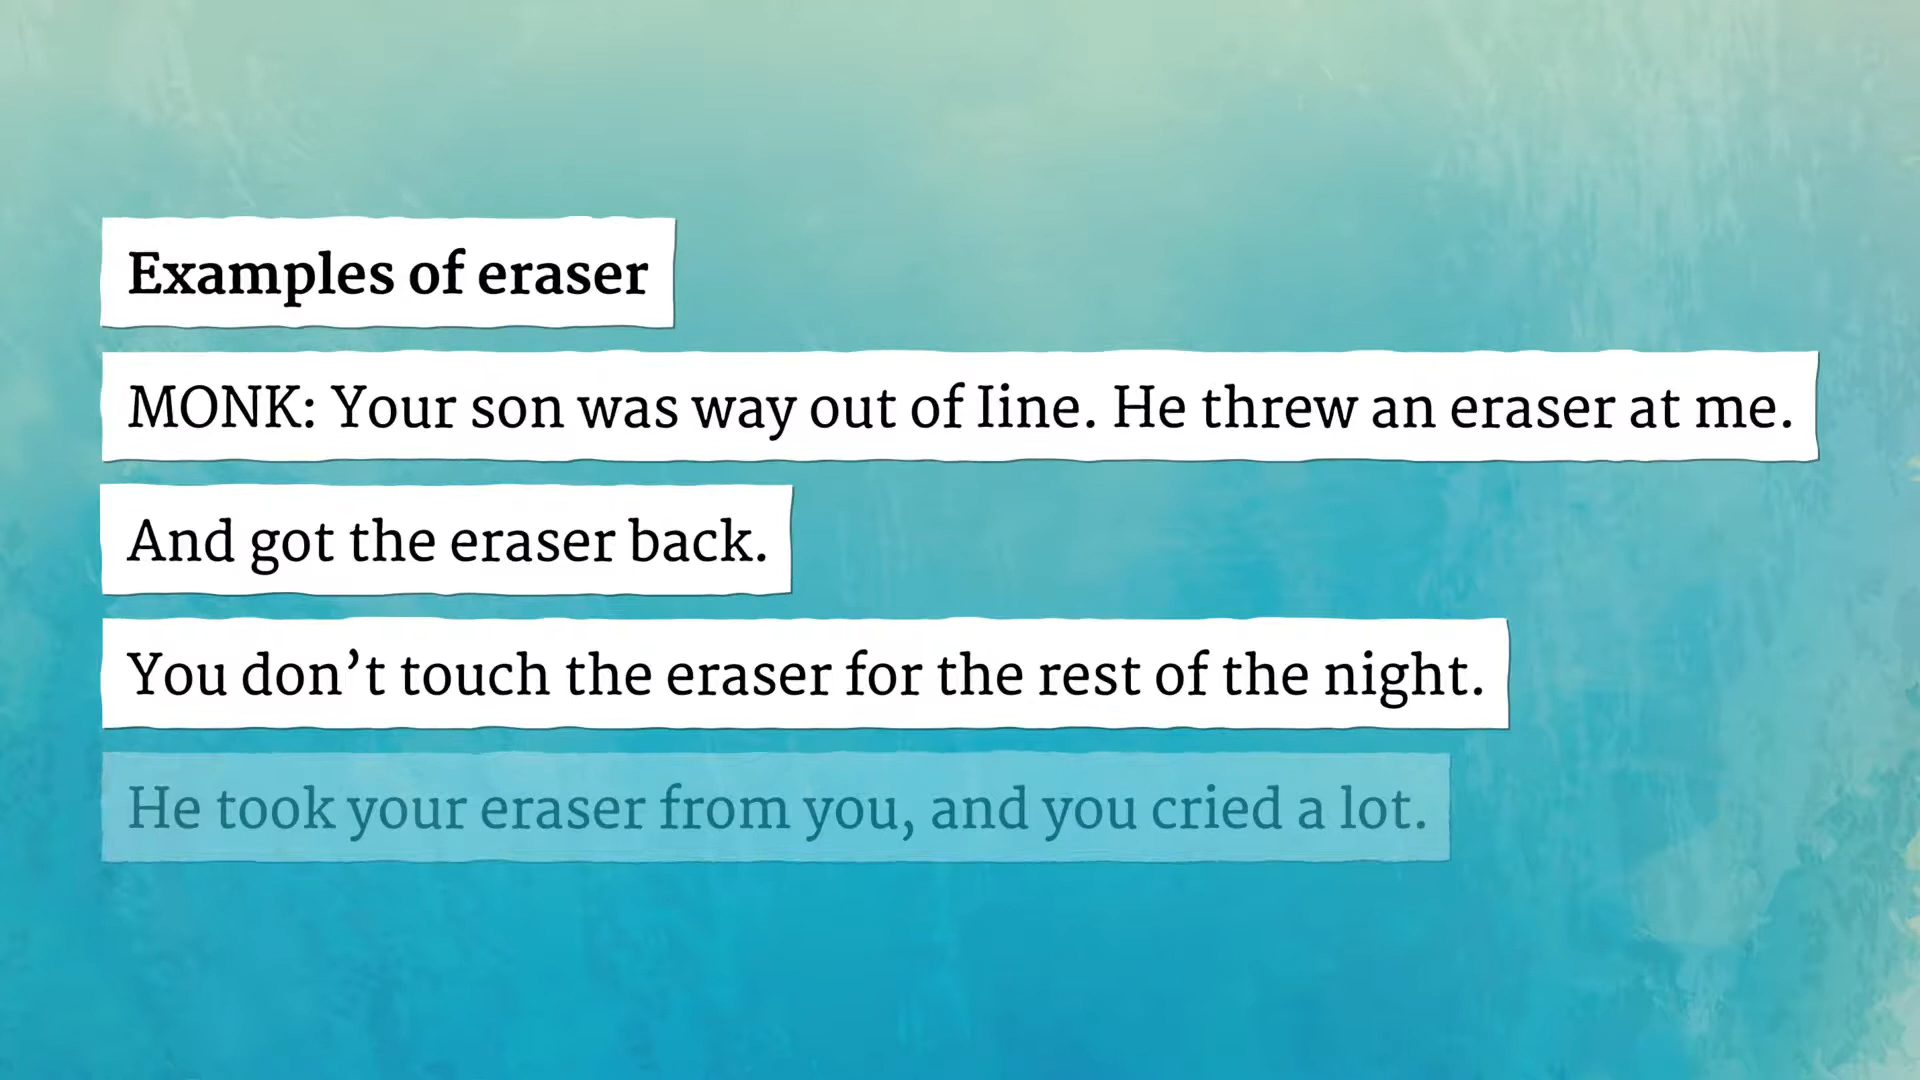 Examples of eraser
MONK: Your son was way out of Iine. He threw an eraser at me.
And got the eraser back.
You don’t touch the eraser for the rest of the night.
He took your eraser from you, and you cried a lot.